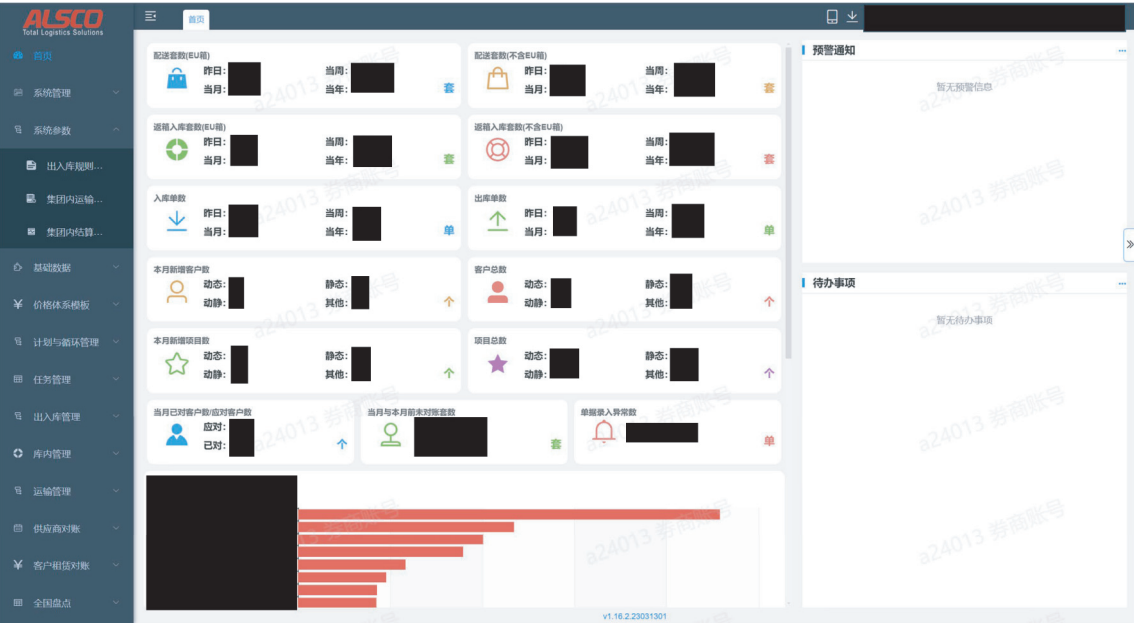 ALSCO
Total Logistics Solutions
首页
系统管理
系统参数
出入库规则...
集团内运输...
集团内结算...
基础数据
价格体系模板
计划与循环管理
任务管理
出入库管理
库内管理
运输管理
供应商对账
客户租赁对账
全国盘点
首页
配送套数(EU箱)
昨日: 当周:
当月: 当年: 套
配送套数(不含EU箱)
昨日: 当周:
当月: 当年: 套
返箱入库套数(EU箱)
昨日: 当周:
当月: 当年: 套
返箱入库套数(不含EU箱)
昨日: 当周:
当月: 当年: 套
入库单数
昨日: 当周:
当月: 当年: 单
出库单数
昨日: 当周:
当月: 当年: 单
本月新增客户数
动态: 静态:
动静: 其他: 个
客户总数
动态: 静态:
动静: 其他: 个
本月新增项目数
动态: 静态:
动静: 其他: 个
项目总数
动态: 静态:
动静: 其他: 个
当月已对客户数/应对客户数
应对:
已对: 个
当月与本月前未对账套数
套
单据录入异常数
单
v1.16.2.23031301
预警通知
暂无预警信息
待办事项
暂无待办事项
a24013 券商账号